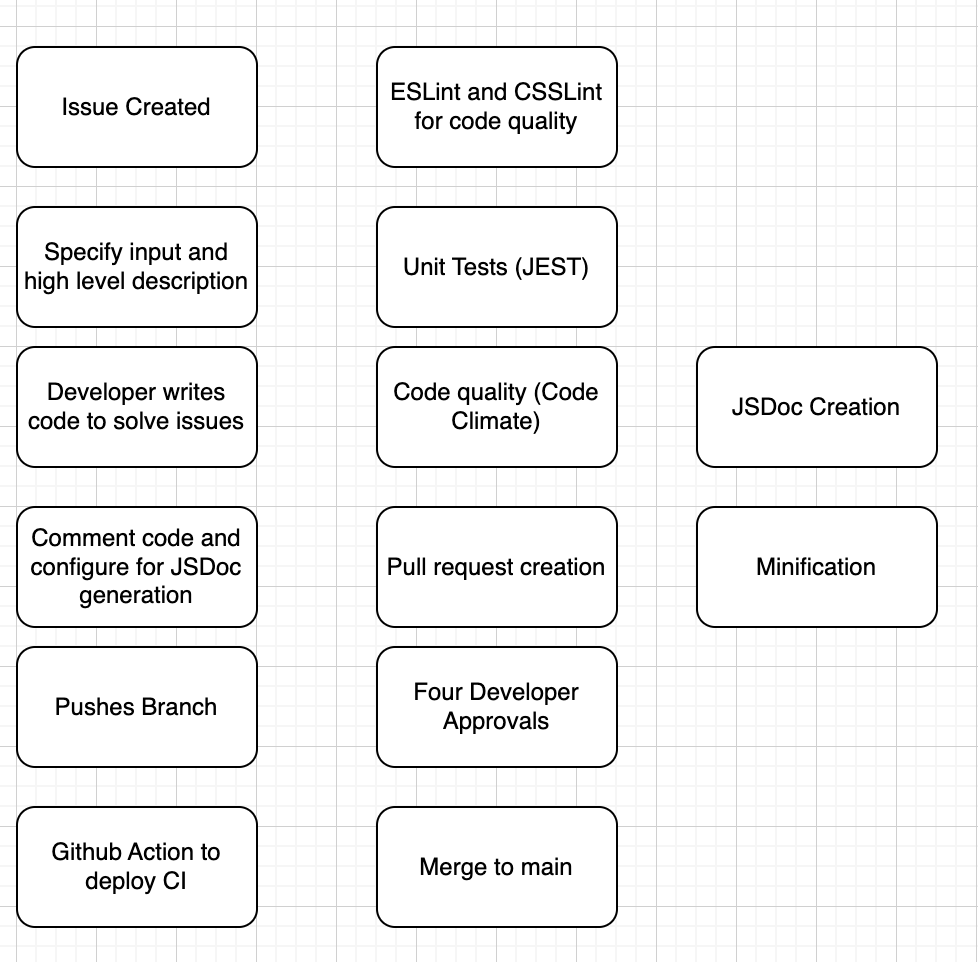 Issue Created
Specify input and
high level description
Developer writes
code to solve issues
Comment code and
configure for JSDoc
generation
Pushes Branch
Github Action to
deploy CI
ESLint and CSSLint
for code quality
Unit Tests (JEST)
Code quality (Code
Climate)
Pull request creation
Four Developer
Approvals
Merge to main
JSDoc Creation
Minification